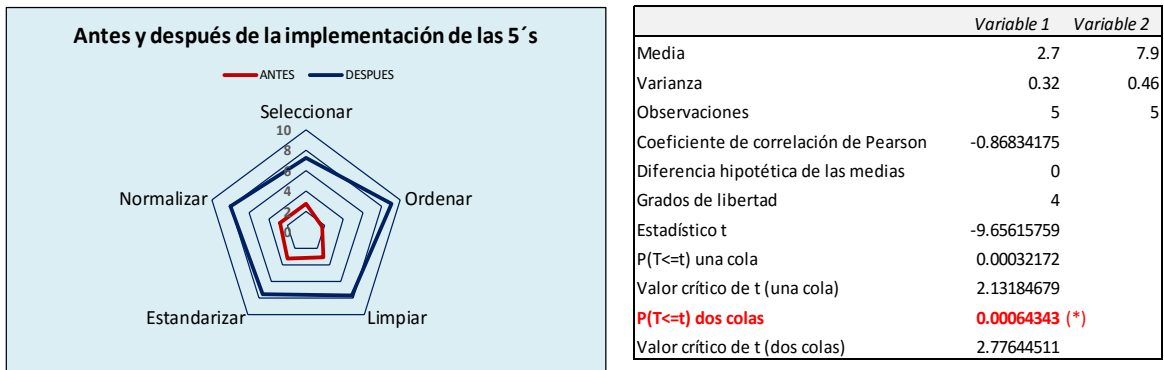 Antes y después de la implementación de las 5´s
ANTES DESPUES
Seleccionar
10
8
6
4
2
0
Normalizar
Ordenar
Estandarizar
Limpiar
Variable 1 Variable 2
Media 2.7 7.9
Varianza 0.32 0.46
Observaciones 5 5
Coeficiente de correlación de Pearson -0.86834175
Diferencia hipotética de las medias 0
Grados de libertad 4
Estadístico t -9.65615759
P(T<=t) una cola 0.00032172
Valor crítico de t (una cola) 2.13184679
P(T<=t) dos colas 0.00064343 (*)
Valor crítico de t (dos colas) 2.77644511